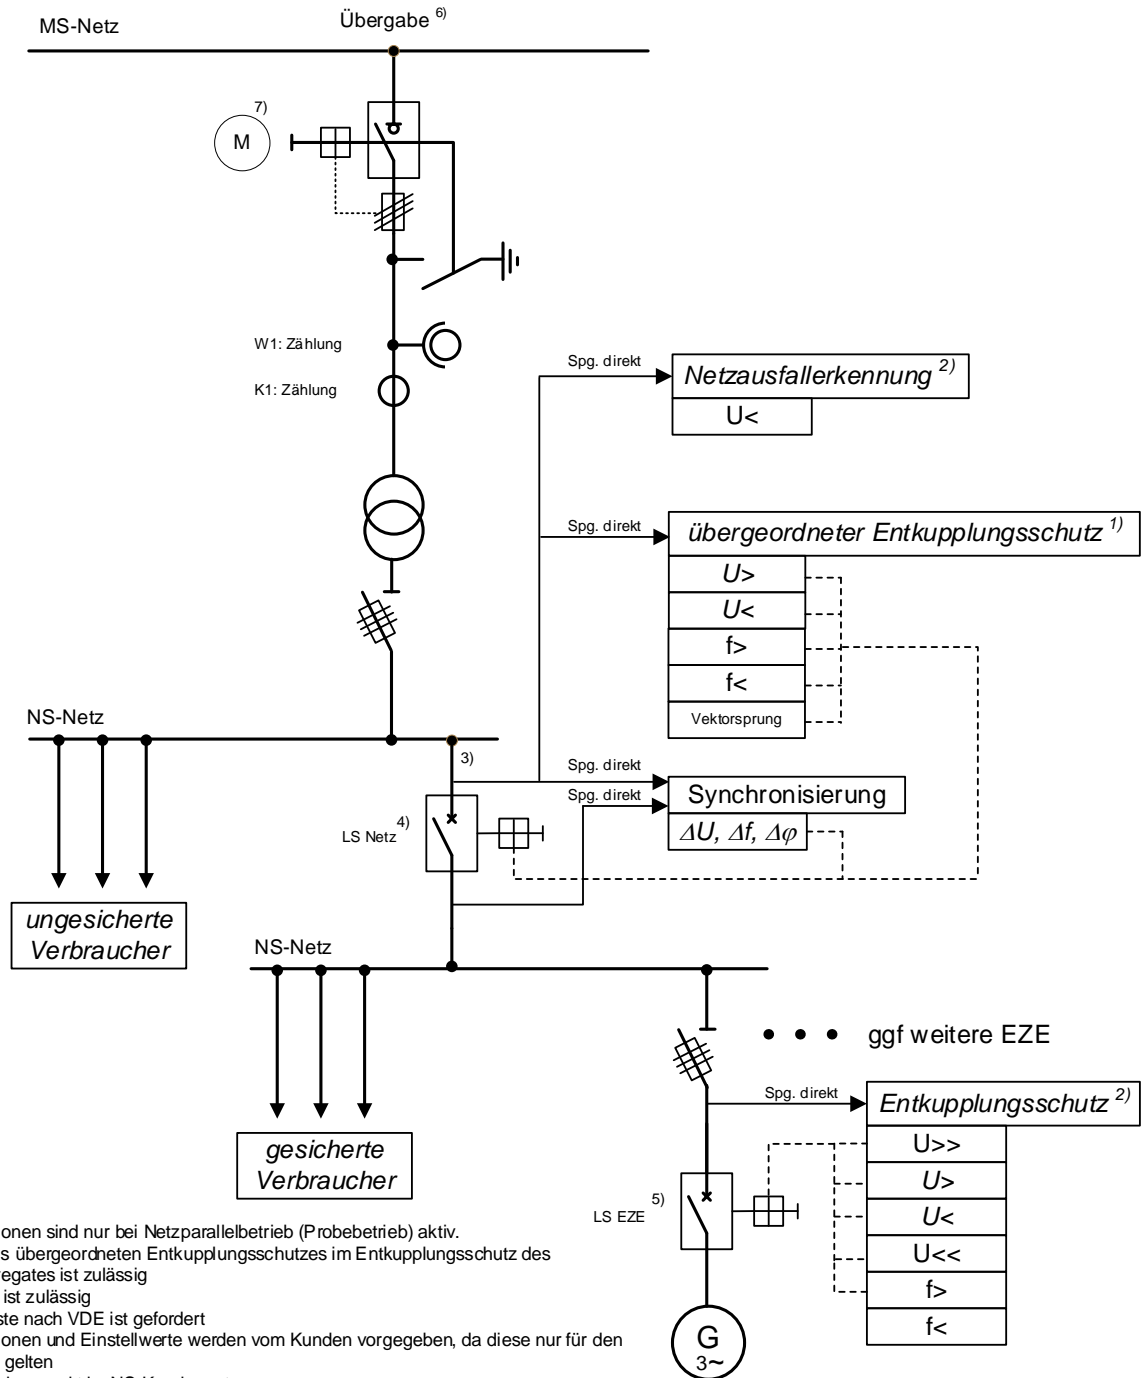 MS-Netz
Übergabe 6)
7)
M
W1: Zählung
K1: Zählung
Spg. direkt
Netzausfallerkennung 2)
U<
Spg. direkt
übergeordneter Entkupplungsschutz 1)
U>
U<
f>
f<
Vektorsprung
NS-Netz
3)
Spg. direkt
Spg. direkt
Synchronisierung
ΔU, Δf, Δφ
LS Netz 4)
ungesicherte
Verbraucher
NS-Netz
gesicherte
Verbraucher
ggf weitere EZE
Spg. direkt
Entkupplungsschutz 2)
U>>
U>
U<
U<<
f>
f<
LS EZE 5)
G
3~
onen sind nur bei Netzparallelbetrieb (Probebetrieb) aktiv.
s übergeordneten Entkupplungsschutzes im Entkupplungsschutz des
egates ist zulässig
ist zulässig
ste nach VDE ist gefordert
onen und Einstellwerte werden vom Kunden vorgegeben, da diese nur für den
gelten